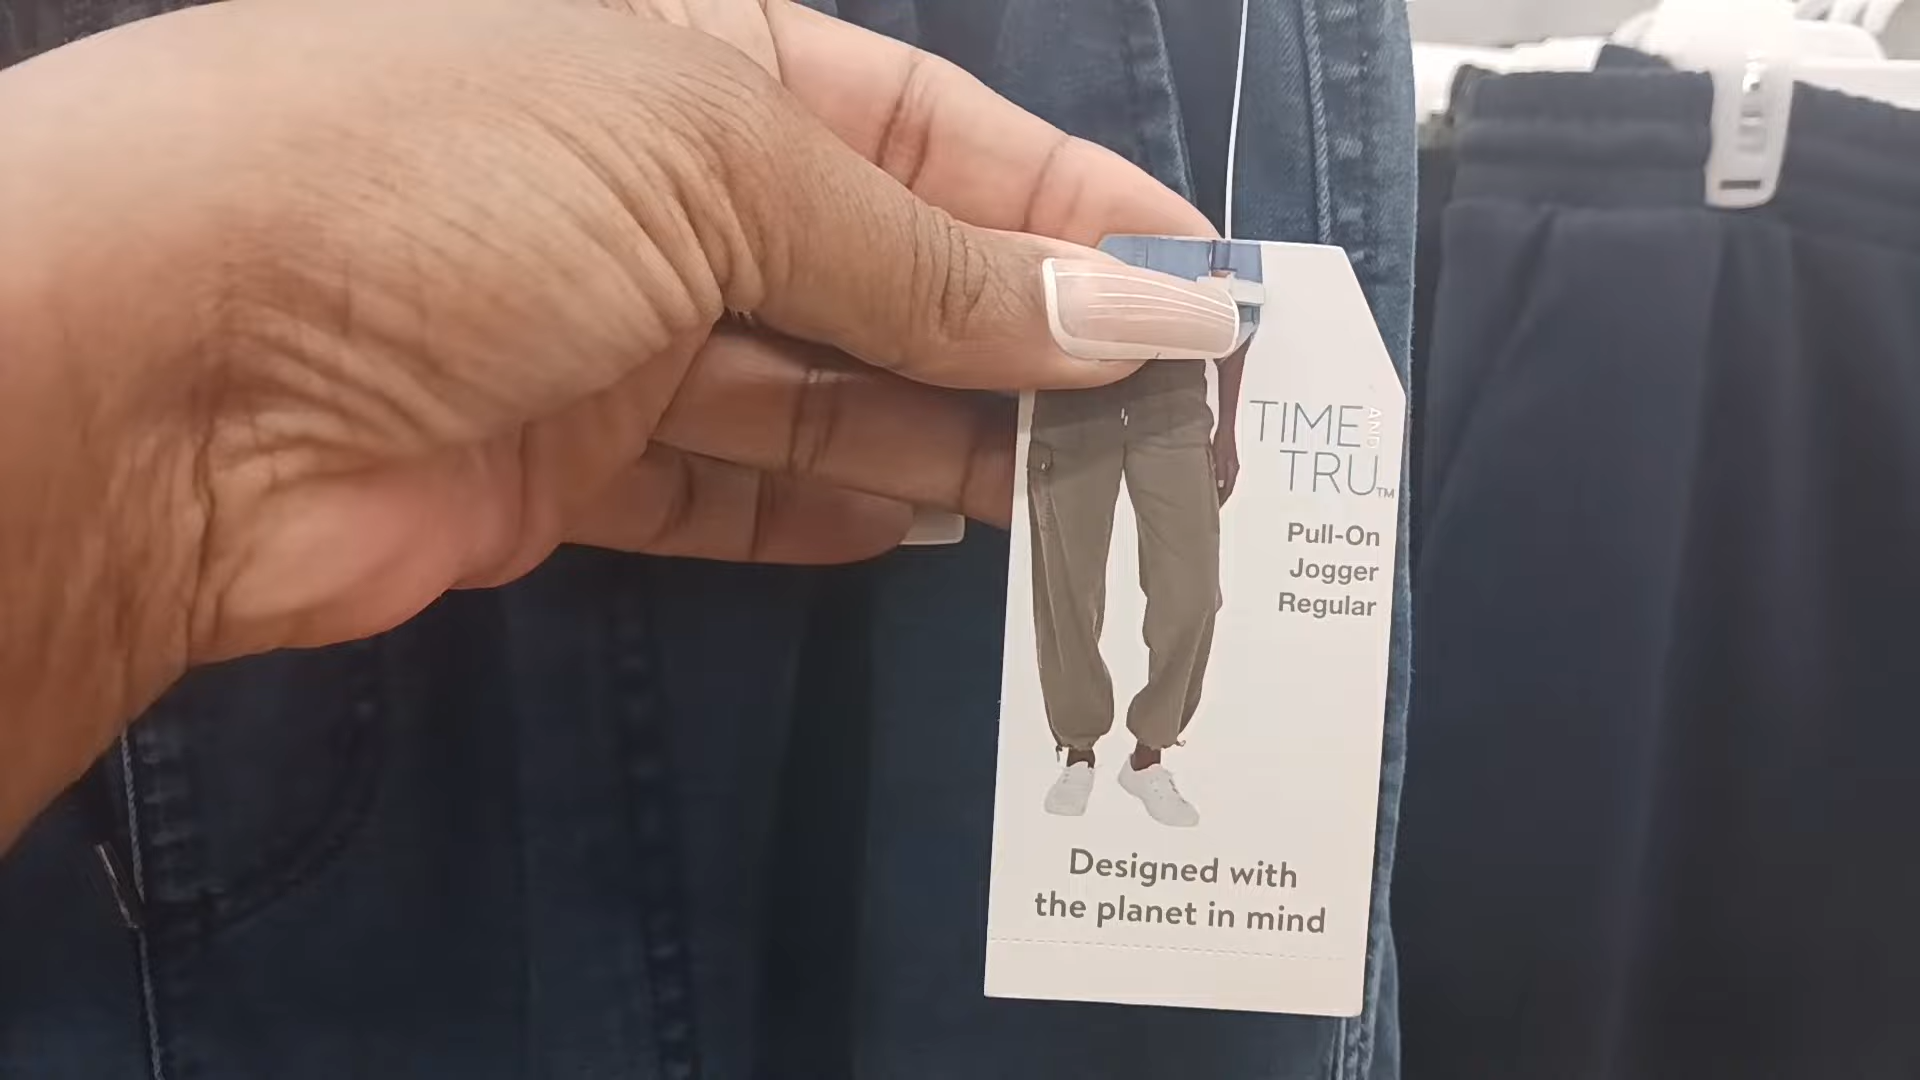 TIME AND
TRU™
Pull-On
Jogger
Regular
Designed with
the planet in mind